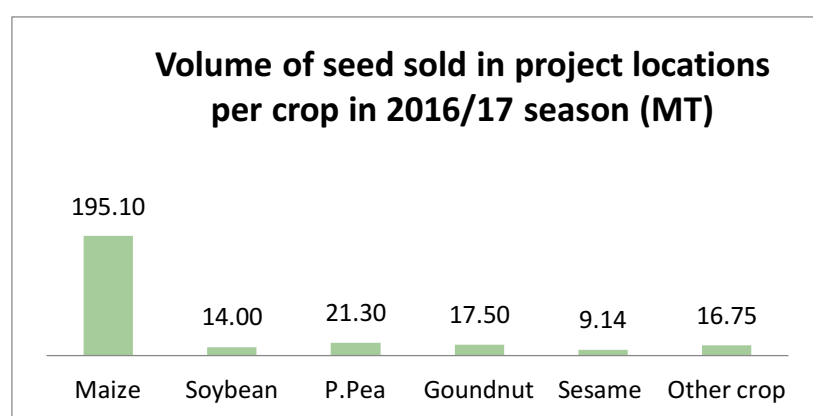 Volume of seed sold in project locations
per crop in 2016/17 season (MT)
195.10
14.00
21.30
17.50
9.14
16.75
Maize
Soybean
P.Pea
Goundnut
Sesame
Other crop